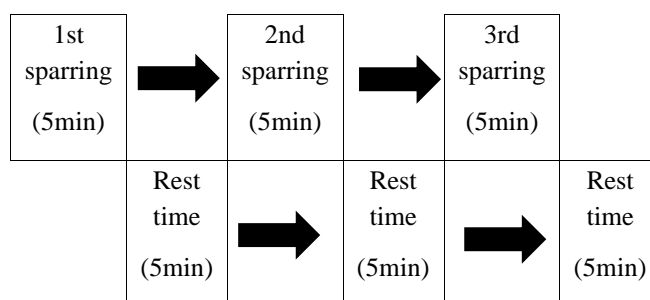 1st
sparring
(5min)
2nd
sparring
(5min)
3rd
sparring
(5min)
Rest
time
(5min)
Rest
time
(5min)
Rest
time
(5min)